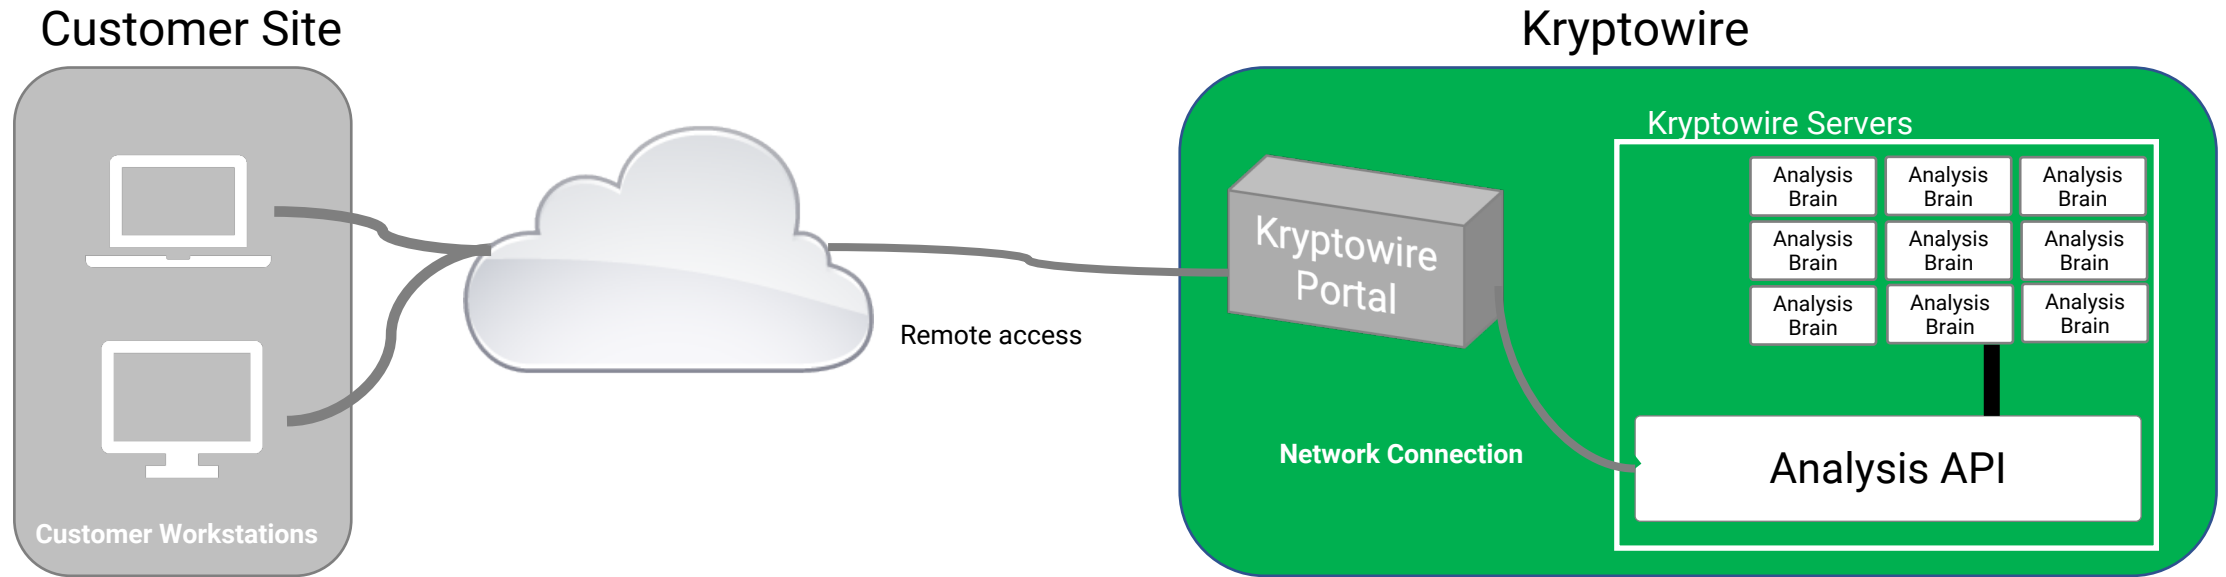 Customer Site
Kryptowire
Kryptowire Servers
Analysis
Brain
Analysis
Brain
Analysis
Brain
Analysis
Brain
Analysis
Brain
Analysis
Brain
Analysis
Brain
Analysis
Brain
Analysis
Brain
Kryptowire
Portal
Remote access
Network Connection
Analysis API
Customer Workstations